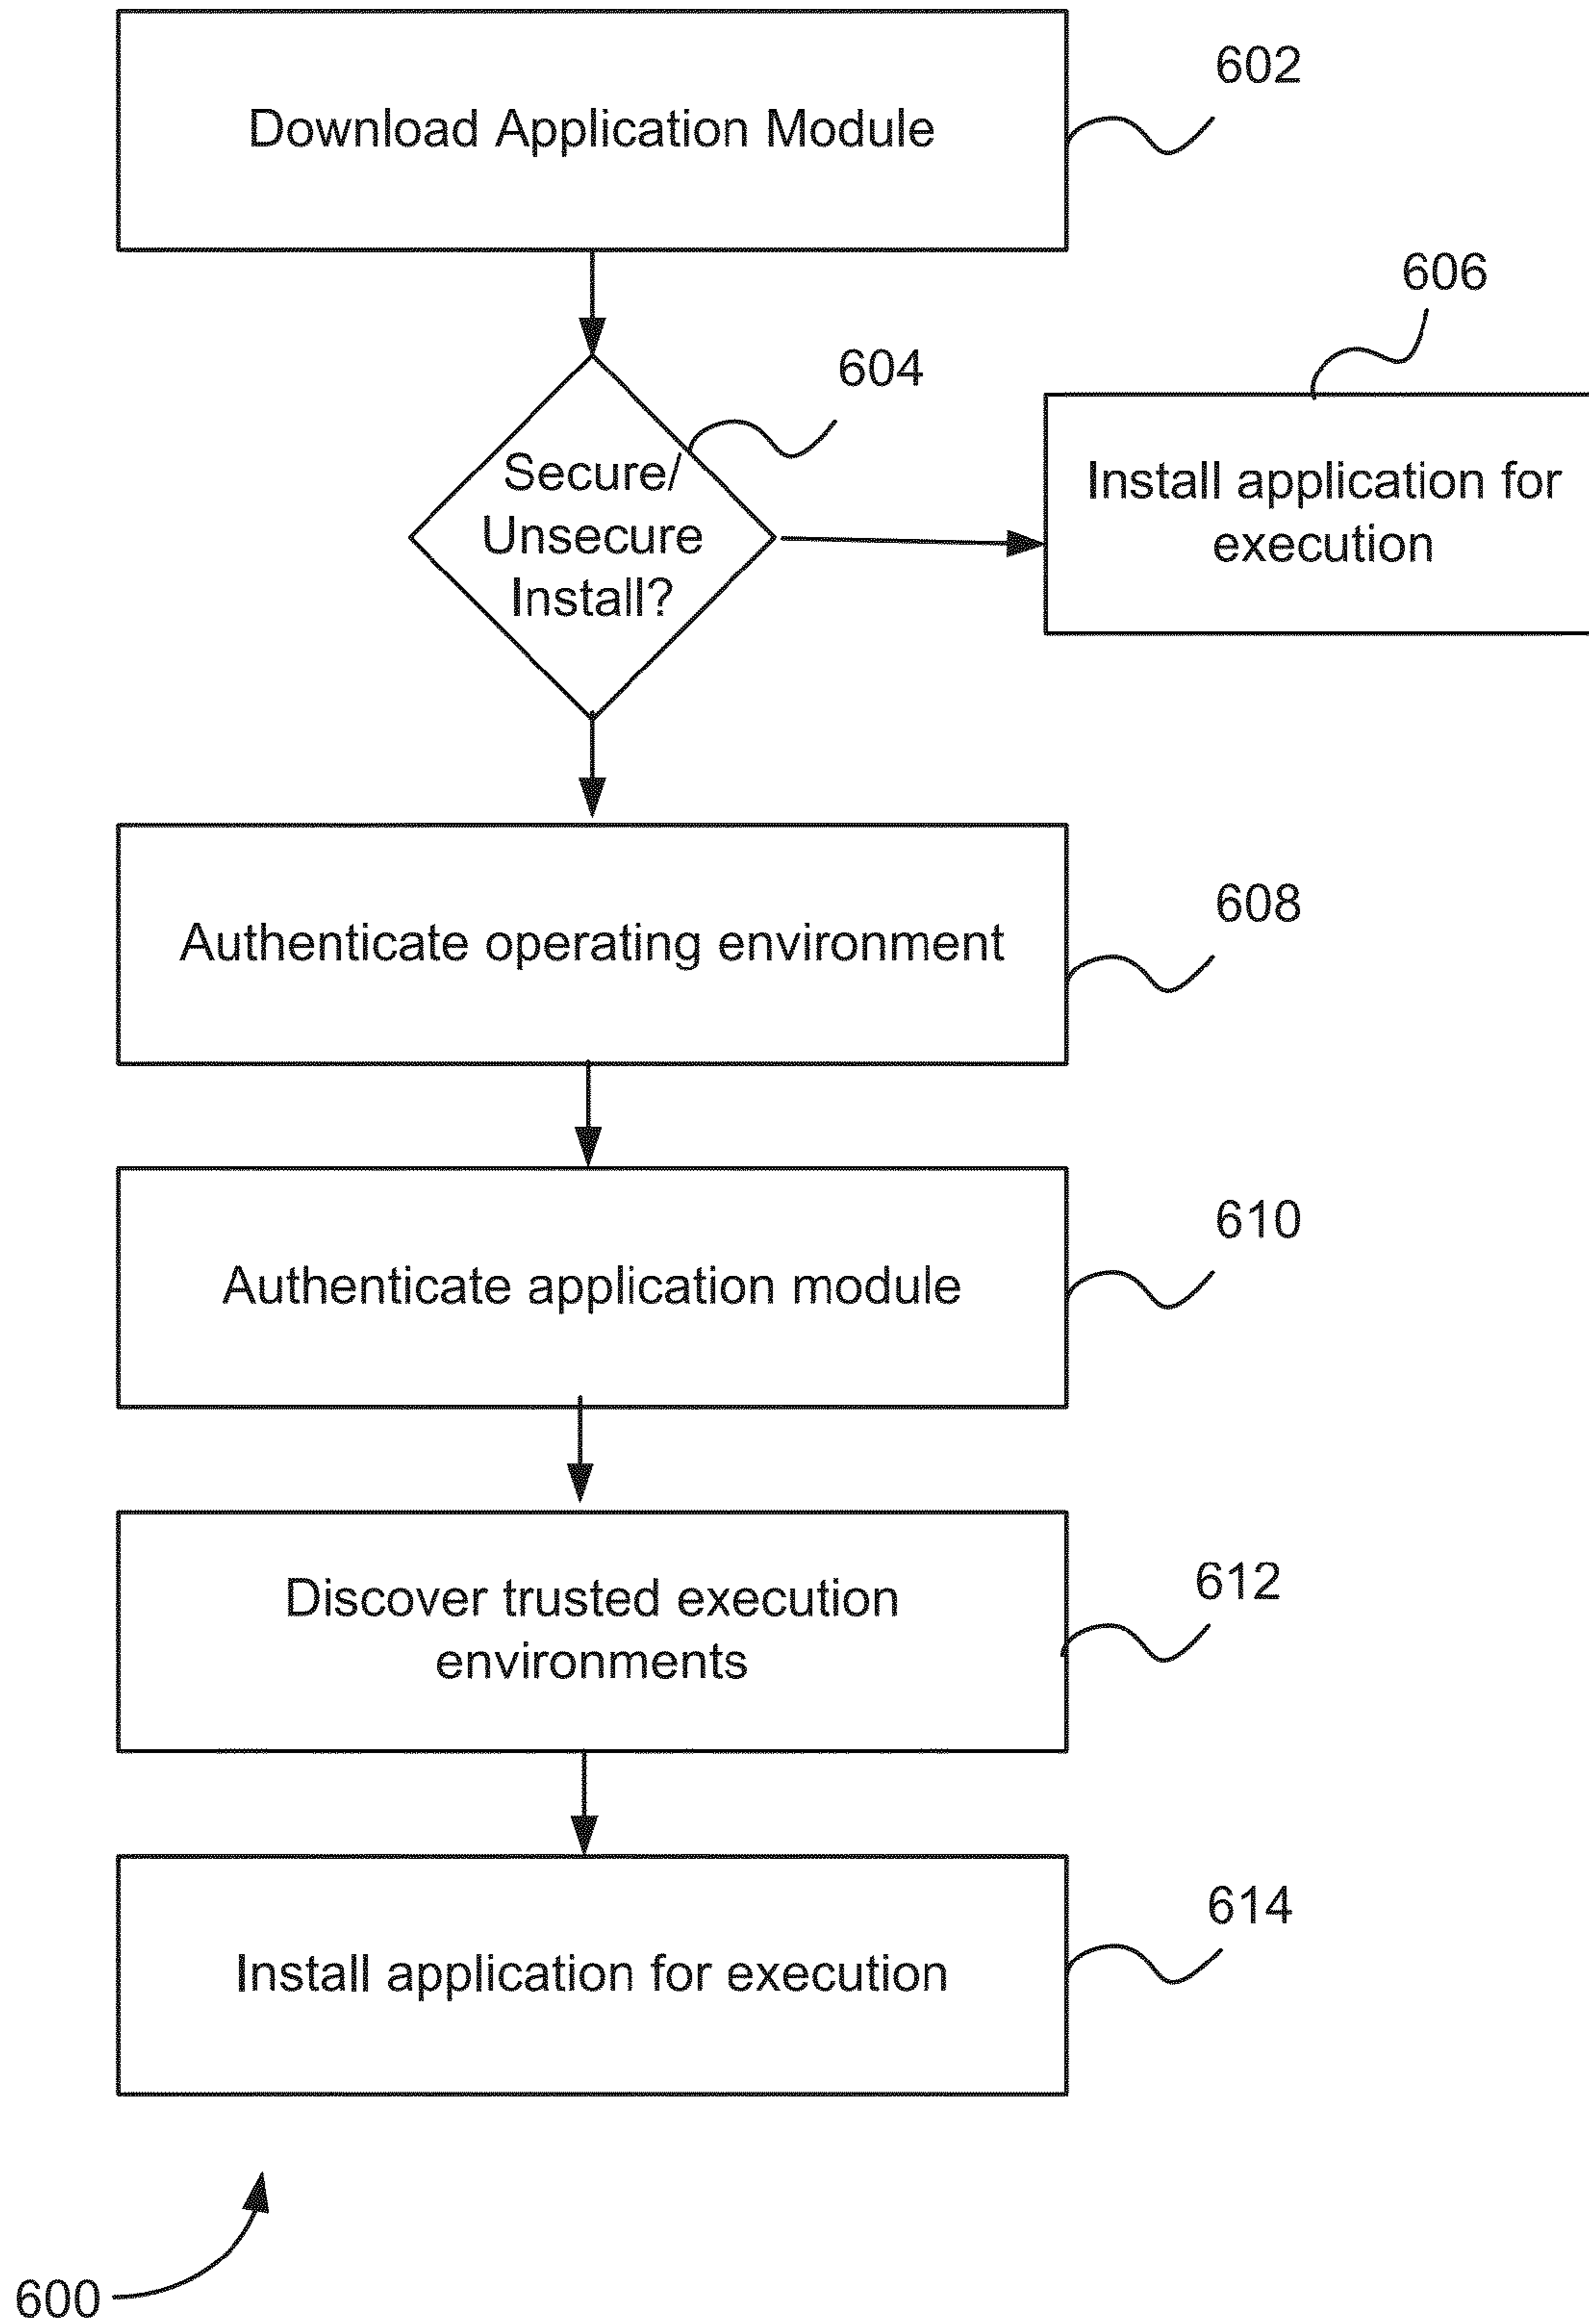 Download Application Module
602
606
604
Secure/
Unsecure
Install?
Install application for
execution
Authenticate operating environment
608
Authenticate application module
610
Discover trusted execution
environments
612
Install application for execution
614
600